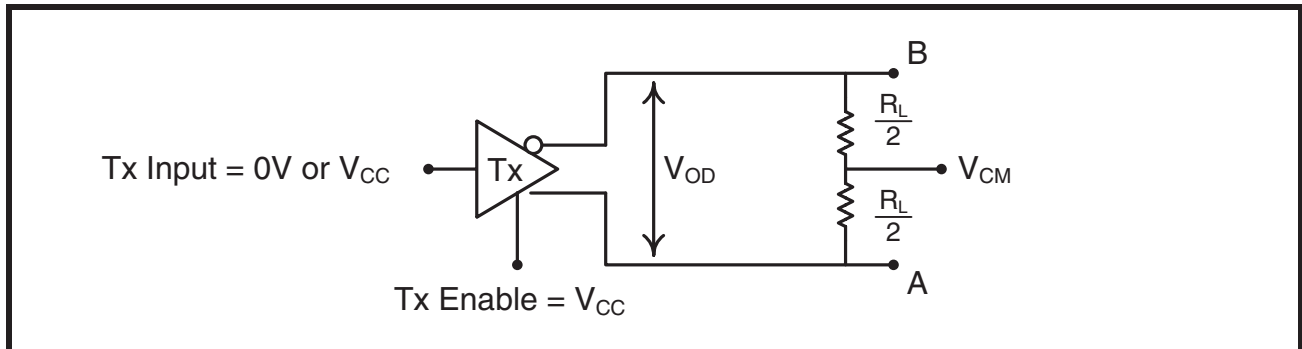 B
R_L
2
Tx Input = 0V or V_CC
Tx
V_OD
V_CM
R_L
2
A
Tx Enable = V_CC